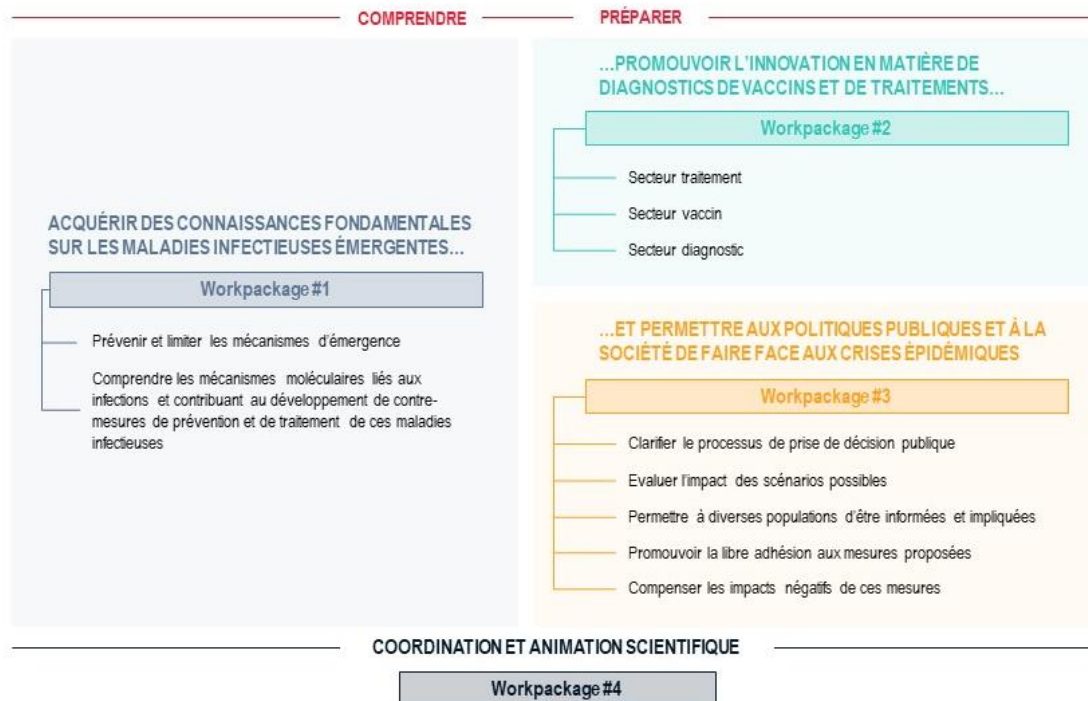 COMPRENDRE
PRÉPARER
ACQUÉRIR DES CONNAISSANCES FONDAMENTALES
SUR LES MALADIES INFECTIEUSES ÉMERGENTES...
Workpackage #1
Prévenir et limiter les mécanismes d'émergence
Comprendre les mécanismes moléculaires liés aux
infections et contribuant au développement de contre-
mesures de prévention et de traitement de ces maladies
infectieuses
...PROMOUVOIR L'INNOVATION EN MATIÈRE DE
DIAGNOSTICS DE VACCINS ET DE TRAITEMENTS...
Workpackage #2
Secteur traitement
Secteur vaccin
Secteur diagnostic
...ET PERMETTRE AUX POLITIQUES PUBLIQUES ET À LA
SOCIÉTÉ DE FAIRE FACE AUX CRISES ÉPIDÉMIQUES
Workpackage #3
Clarifier le processus de prise de décision publique
Evaluer l'impact des scénarios possibles
Permettre à diverses populations d'être informées et impliquées
Promouvoir la libre adhésion aux mesures proposées
Compenser les impacts négatifs de ces mesures
COORDINATION ET ANIMATION SCIENTIFIQUE
Workpackage #4